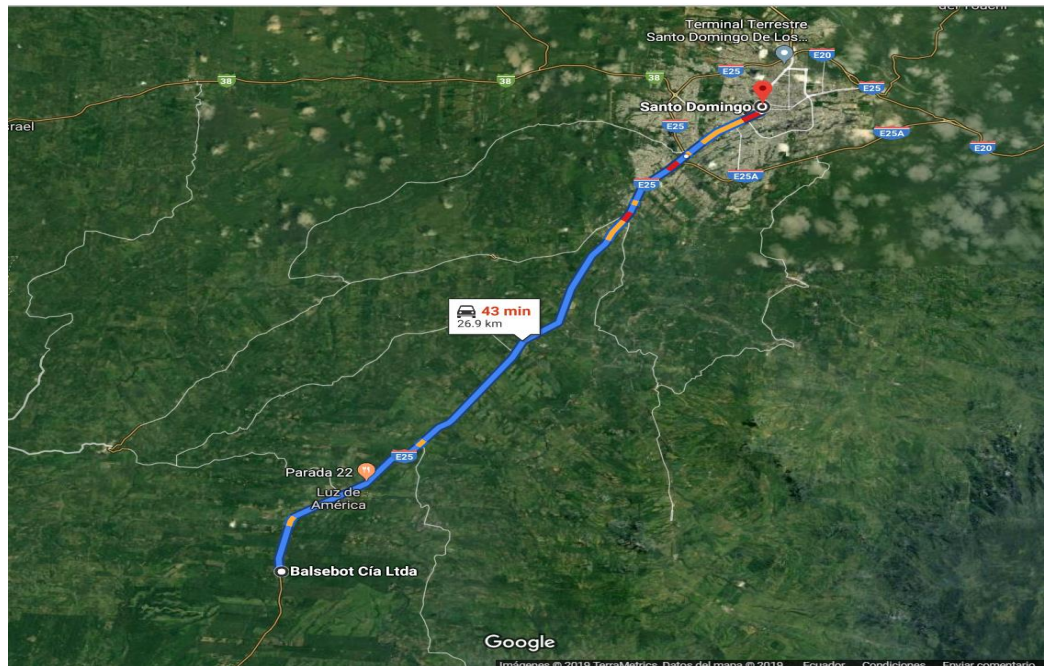 Terminal Terrestre
Santo Domingo De Los...
E20
E25
38
38
38
E25
Santo Domingo
srael
E25
E25A
E20
E25
E25A
43 min
26.9 km
E25
Parada 22
Luz de
América
Balsebot Cía Ltda
Google
Imágenes © 2019 TerraMetrics, Datos del mapa © 2019 Ecuador Condiciones Enviar comentario